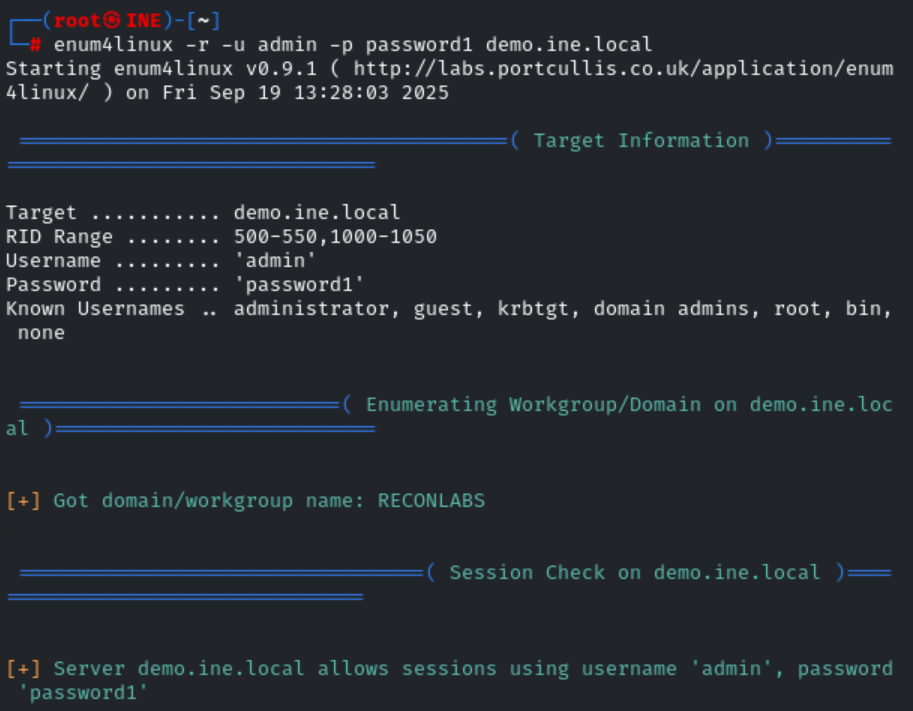 ┌──(root㉿INE)-[~]
└─# enum4linux -r -u admin -p password1 demo.ine.local
Starting enum4linux v0.9.1 ( http://labs.portcullis.co.uk/application/enum
4linux/ ) on Fri Sep 19 13:28:03 2025
=========================================( Target Information )==========
===============================
Target ........... demo.ine.local
RID Range ........ 500-550,1000-1050
Username ......... 'admin'
Password ......... 'password1'
Known Usernames .. administrator, guest, krbtgt, domain admins, root, bin,
none
===========================( Enumerating Workgroup/Domain on demo.ine.loc
al )===========================
[+] Got domain/workgroup name: RECONLABS
==================================( Session Check on demo.ine.local )====
==============================
[+] Server demo.ine.local allows sessions using username 'admin', password
'password1'